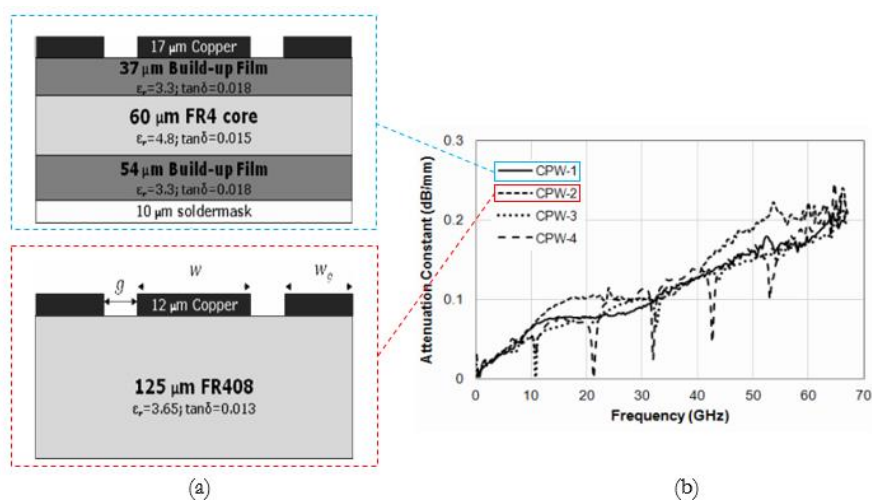 17 μm Copper
37 μm Build-up Film
εr=3.3; tanδ=0.018
60 μm FR4 core
εr=4.8; tanδ=0.015
54 μm Build-up Film
εr=3.3; tanδ=0.018
10 μm soldermask
g
w
wg
12 μm Copper
125 μm FR408
εr=3.65; tanδ=0.013
(a)
Attenuation Constant (dB/mm)
0.3
0.2
0.1
0
CPW-1
CPW-2
CPW-3
CPW-4
0 10 20 30 40 50 60 70
Frequency (GHz)
(b)